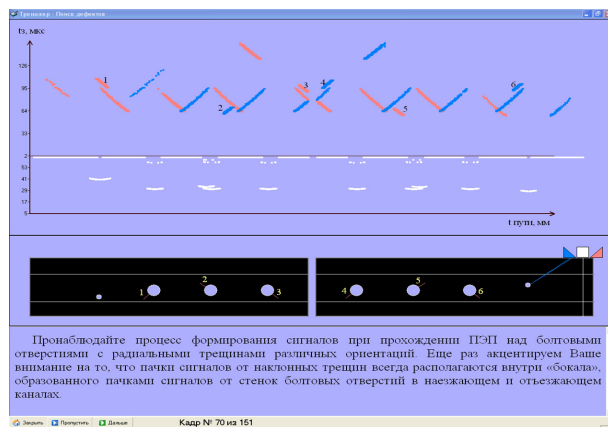 Тренажер - Поиск дефектов
tз, мкс
1
3
4
6
2
5
126
95
64
33
2
53
41
29
17
5
t пути, мм
1
2
3
4
5
6
Пронаблюдайте процесс формирования сигналов при прохождении ПЭП над болтовыми
отверстиями с радиальными трещинами различных ориентаций. Еще раз акцентируем Ваше
внимание на то, что пачки сигналов от наклонных трещин всегда располагаются внутри «бокала»,
образованного пачками сигналов от стенок болтовых отверстий в наезжающем и отъезжающем
каналах.
Закрыть Пропустить Дальше Кадр № 70 из 151